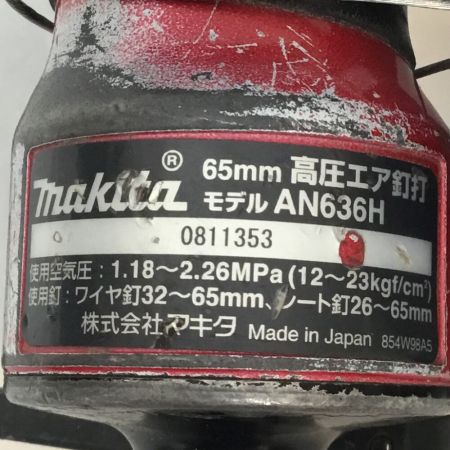 makita ® 65mm 高圧エア釘打
モデル AN636H
0811353
使用空気圧:1.18～2.26MPa(12～23kgf/cm²)
使用釘:ワイヤ釘32～65mm、シート釘26～65mm
株式会社マキタ Made in Japan 854W98A5